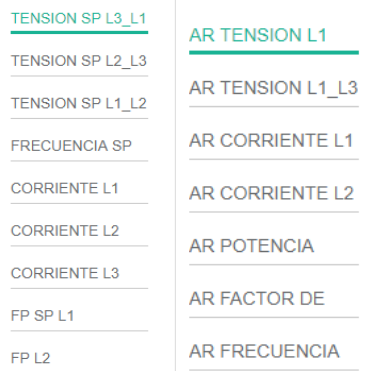 TENSION SP L3_L1
TENSION SP L2_L3
TENSION SP L1_L2
FRECUENCIA SP
CORRIENTE L1
CORRIENTE L2
CORRIENTE L3
FP SP L1
FP L2
AR TENSION L1
AR TENSION L1_L3
AR CORRIENTE L1
AR CORRIENTE L2
AR POTENCIA
AR FACTOR DE
AR FRECUENCIA